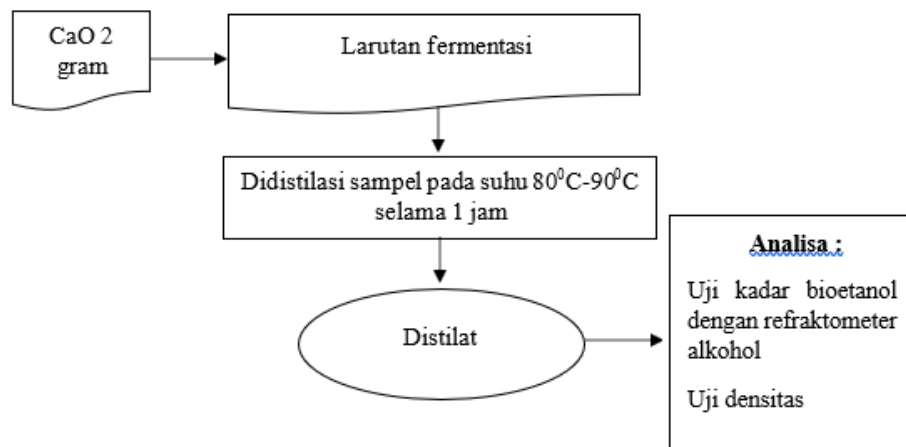 CaO 2
gram
Larutan fermentasi
Didistilasi sampel pada suhu 80⁰C-90⁰C
selama 1 jam
Distilat
Analisa :
Uji kadar bioetanol
dengan refraktometer
alkohol
Uji densitas